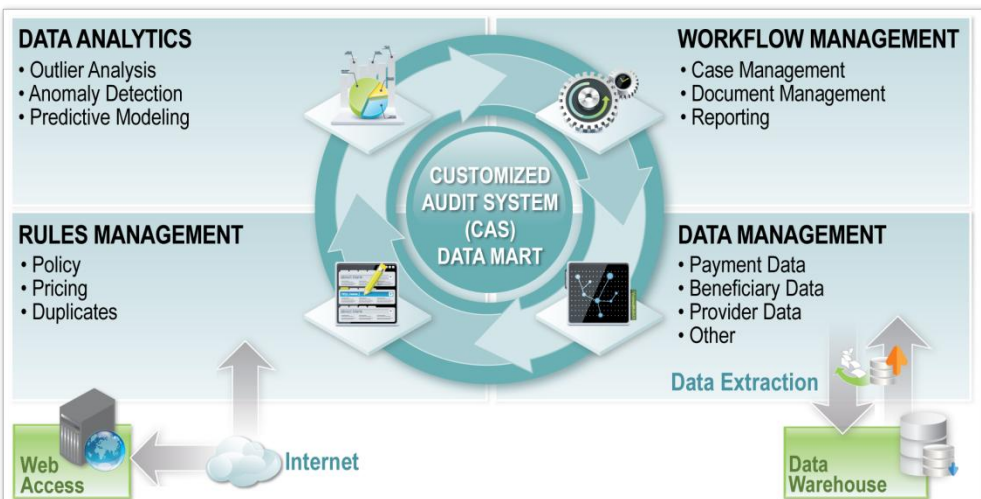 DATA ANALYTICS
• Outlier Analysis
• Anomaly Detection
• Predictive Modeling
WORKFLOW MANAGEMENT
• Case Management
• Document Management
• Reporting
CUSTOMIZED
AUDIT SYSTEM
(CAS)
DATA MART
RULES MANAGEMENT
• Policy
• Pricing
• Duplicates
DATA MANAGEMENT
• Payment Data
• Beneficiary Data
• Provider Data
• Other
Data Extraction
Web
Access
Internet
Data
Warehouse